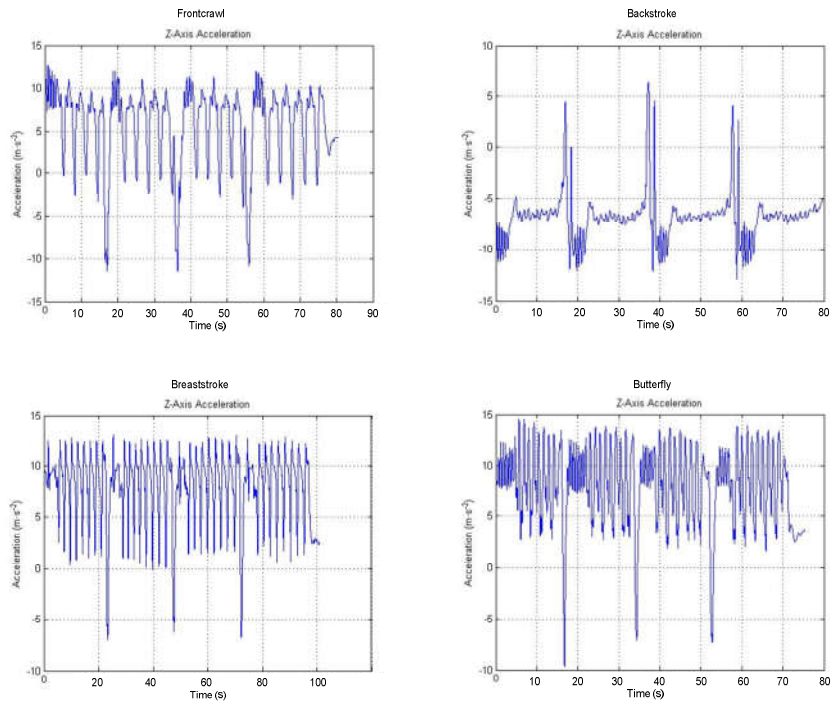 Frontcrawl
Z-Axis Acceleration
15
10
5
0
-5
-10
-15
Acceleration (m·s⁻²)
0 10 20 30 40 50 60 70 80 90
Time (s)
Backstroke
Z-Axis Acceleration
10
5
0
-5
-10
-15
Acceleration (m·s⁻²)
0 10 20 30 40 50 60 70 80
Time (s)
Breaststroke
Z-Axis Acceleration
15
10
5
0
-5
-10
Acceleration (m·s⁻²)
0 20 40 60 80 100
Time (s)
Butterfly
Z-Axis Acceleration
15
10
5
0
-5
-10
Acceleration (m·s⁻²)
0 10 20 30 40 50 60 70 80
Time (s)